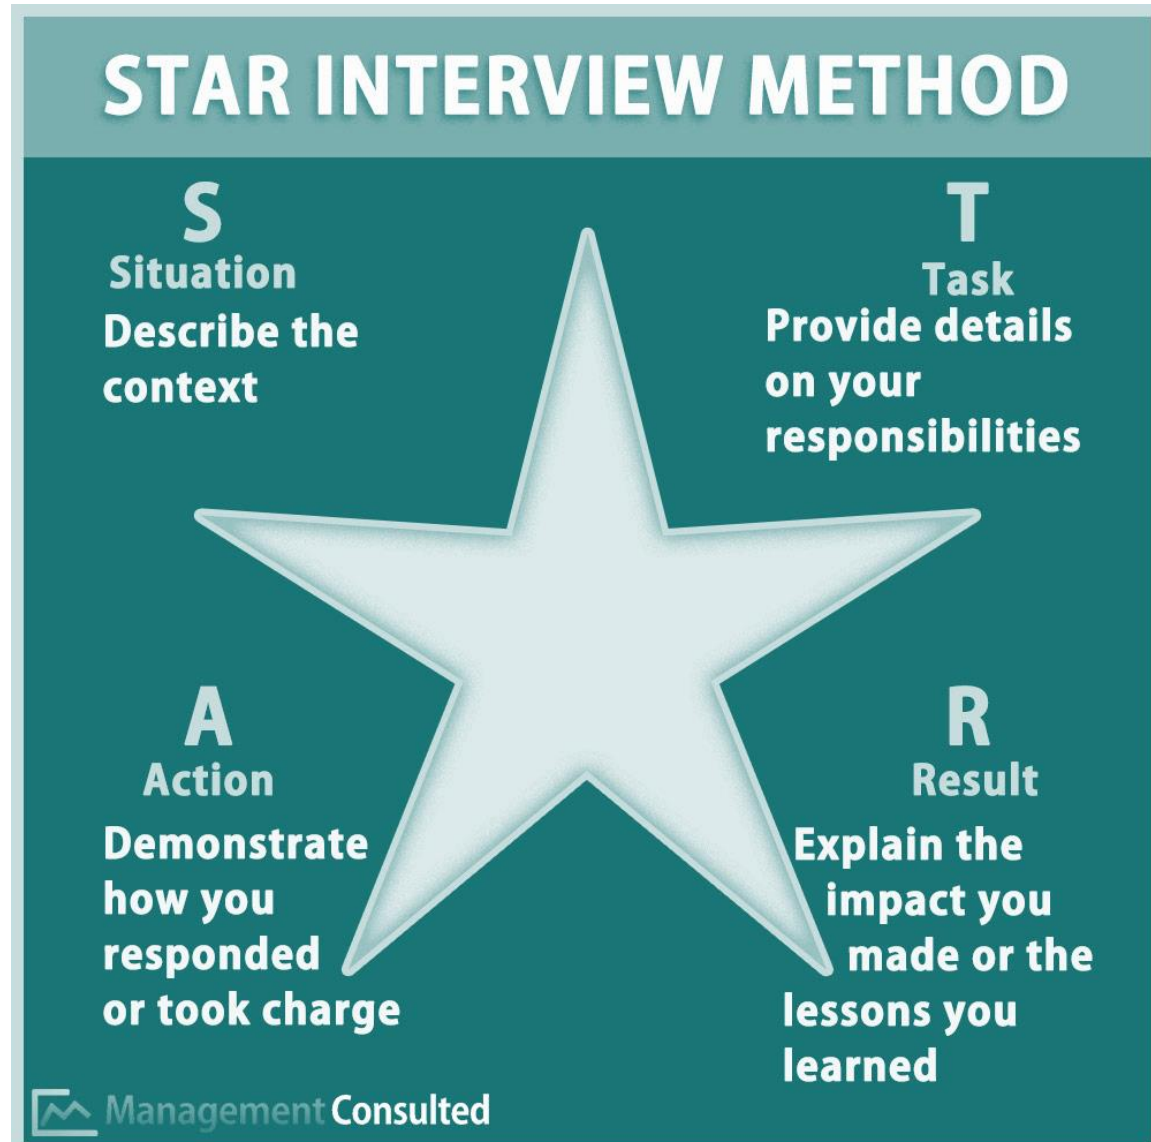 STAR INTERVIEW METHOD
S
Situation
Describe the
context
T
Task
Provide details
on your
responsibilities
A
Action
Demonstrate
how you
responded
or took charge
R
Result
Explain the
impact you
made or the
lessons you
learned
Management Consulted